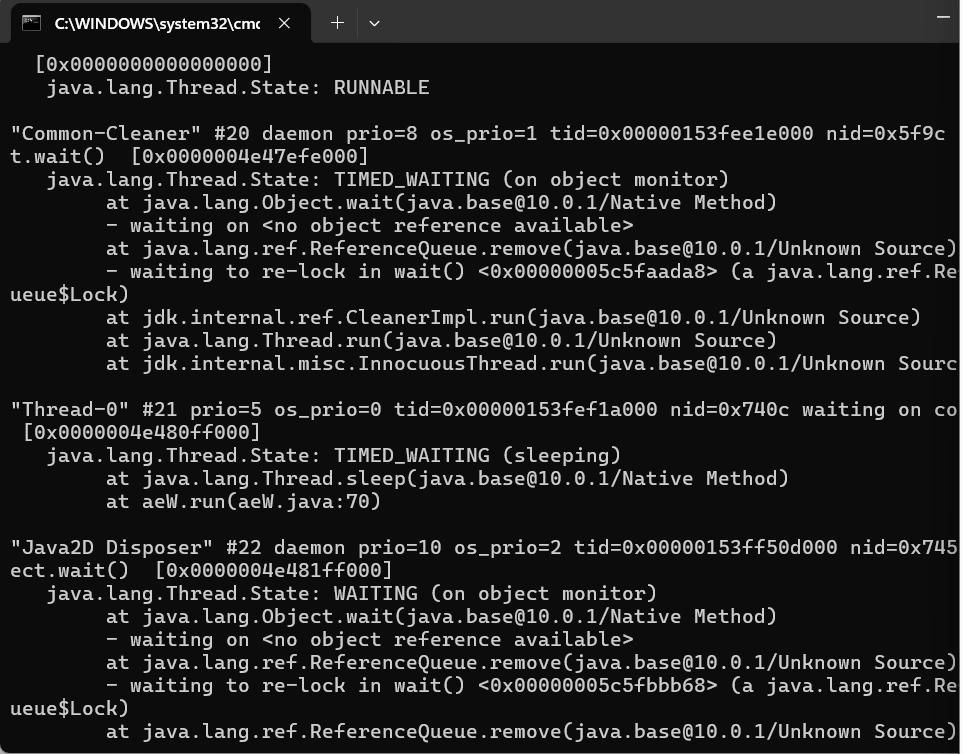 C:\WINDOWS\system32\cmc
[0x0000000000000000]
java.lang.Thread.State: RUNNABLE
"Common-Cleaner" #20 daemon prio=8 os_prio=1 tid=0x00000153fee1e000 nid=0x5f9c
t.wait() [0x0000004e47efe000]
java.lang.Thread.State: TIMED_WAITING (on object monitor)
at java.lang.Object.wait(java.base@10.0.1/Native Method)
- waiting on <no object reference available>
at java.lang.ref.ReferenceQueue.remove(java.base@10.0.1/Unknown Source)
- waiting to re-lock in wait() <0x00000005c5faada8> (a java.lang.ref.Re
ueue$Lock)
at jdk.internal.ref.CleanerImpl.run(java.base@10.0.1/Unknown Source)
at java.lang.Thread.run(java.base@10.0.1/Unknown Source)
at jdk.internal.misc.InnocuousThread.run(java.base@10.0.1/Unknown Sourc
"Thread-0" #21 prio=5 os_prio=0 tid=0x00000153fef1a000 nid=0x740c waiting on co
[0x0000004e480ff000]
java.lang.Thread.State: TIMED_WAITING (sleeping)
at java.lang.Thread.sleep(java.base@10.0.1/Native Method)
at aeW.run(aeW.java:70)
"Java2D Disposer" #22 daemon prio=10 os_prio=2 tid=0x00000153ff50d000 nid=0x745
ect.wait() [0x0000004e481ff000]
java.lang.Thread.State: WAITING (on object monitor)
at java.lang.Object.wait(java.base@10.0.1/Native Method)
- waiting on <no object reference available>
at java.lang.ref.ReferenceQueue.remove(java.base@10.0.1/Unknown Source)
- waiting to re-lock in wait() <0x00000005c5fbbb68> (a java.lang.ref.Re
ueue$Lock)
at java.lang.ref.ReferenceQueue.remove(java.base@10.0.1/Unknown Source)